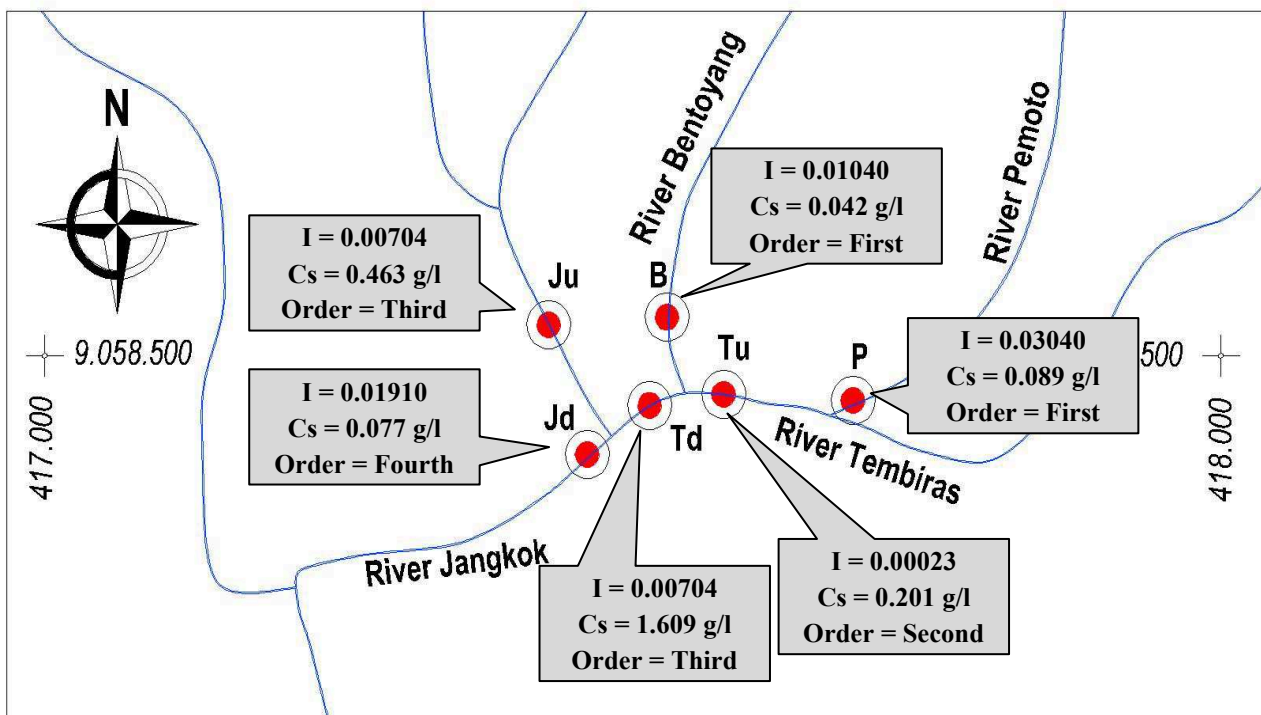 N
River Bentoyang
River Pemoto
I = 0.01040
Cs = 0.042 g/l
Order = First
I = 0.00704
Cs = 0.463 g/l
Order = Third
Ju
B
9.058.500
Tu
P
I = 0.03040
Cs = 0.089 g/l
Order = First
500
I = 0.01910
Cs = 0.077 g/l
Order = Fourth
Jd
Td
River Tembiras
417.000
418.000
River Jangkok
I = 0.00704
Cs = 1.609 g/l
Order = Third
I = 0.00023
Cs = 0.201 g/l
Order = Second